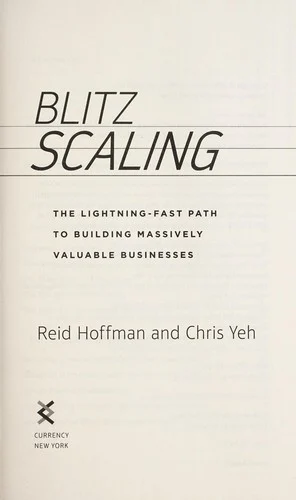 BLITZ
SCALING
THE LIGHTNING-FAST PATH
TO BUILDING MASSIVELY
VALUABLE BUSINESSES
Reid Hoffman and Chris Yeh
CURRENCY
NEW YORK